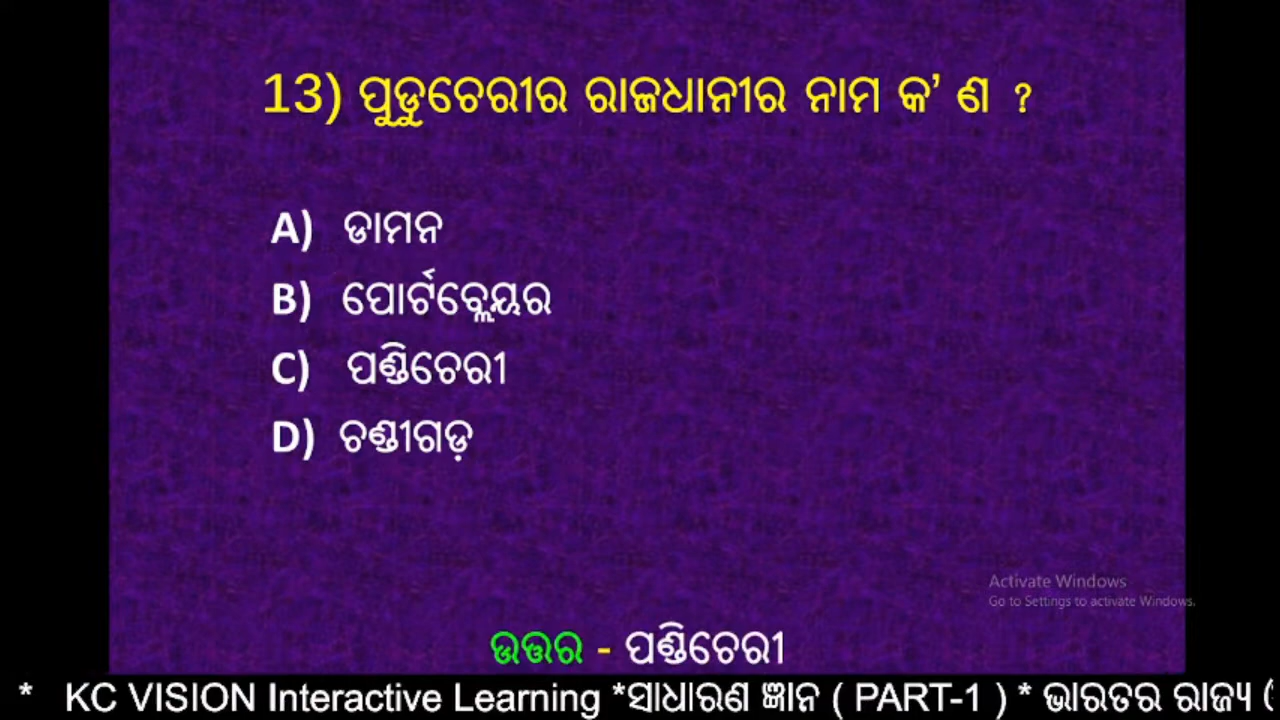 13) ପୁଡୁଚେରୀର ରାଜଧାନୀର ନାମ କ’ ଣ ?
A) ଡାମନ
B) ପୋର୍ଟବ୍ଲେୟର
C) ପଣ୍ଡିଚେରୀ
D) ଚଣ୍ଡୀଗଡ଼
Activate Windows
Go to Settings to activate Windows.
ଉତ୍ତର - ପଣ୍ଡିଚେରୀ
* KC VISION Interactive Learning *ସାଧାରଣ ଜ୍ଞାନ ( PART-1 ) * ଭାରତର ରାଜ୍ୟ